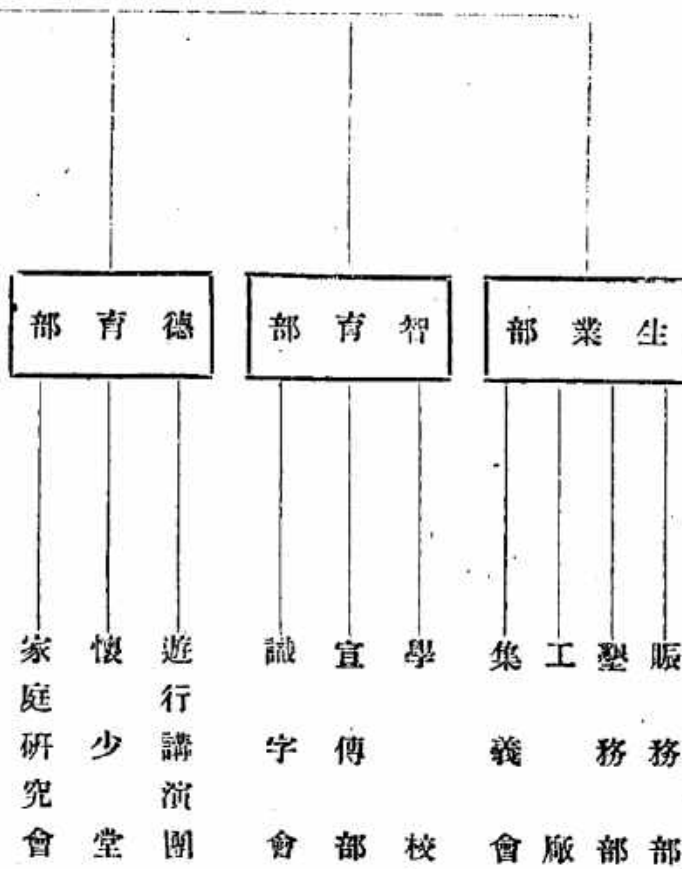 生業部
智育部
德育部
賑務部
墾務部
工廠
集義會
學校
宣傳部
識字會
遊行講演團
懷少堂
家庭研究會